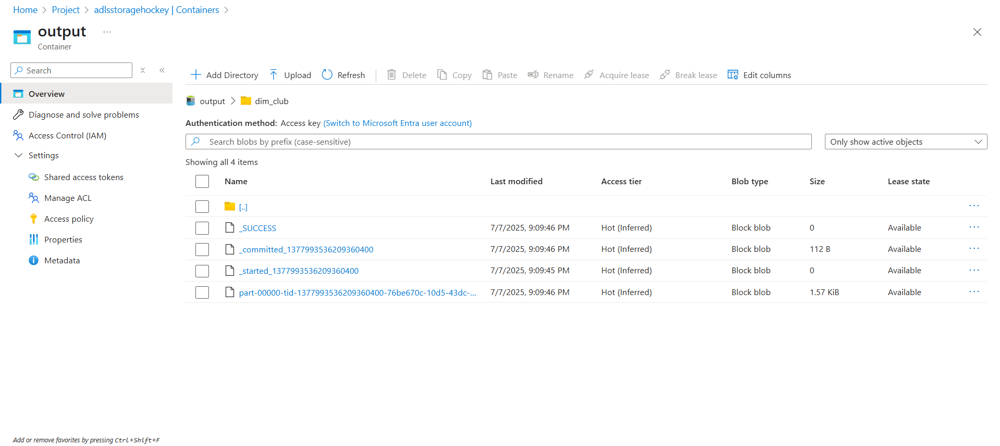 Home > Project > adlsstoragehockey | Containers >
output ...
Container
Search
Overview
Diagnose and solve problems
Access Control (IAM)
Settings
Shared access tokens
Manage ACL
Access policy
Properties
Metadata
Add or remove favorites by pressing Ctrl+Shift+F
Add Directory Upload Refresh Delete Copy Paste Rename Acquire lease Break lease Edit columns
output > dim_club
Authentication method: Access key (Switch to Microsoft Entra user account)
Search blobs by prefix (case-sensitive) Only show active objects
Showing all 4 items
Name Last modified Access tier Blob type Size Lease state
[..] ...
_SUCCESS 7/7/2025, 9:09:46 PM Hot (Inferred) Block blob 0 Available ...
_committed_1377993536209360400 7/7/2025, 9:09:46 PM Hot (Inferred) Block blob 112 B Available ...
_started_1377993536209360400 7/7/2025, 9:09:45 PM Hot (Inferred) Block blob 0 Available ...
part-00000-tid-1377993536209360400-76be670c-10d5-43dc-... 7/7/2025, 9:09:46 PM Hot (Inferred) Block blob 1.57 KiB Available ...